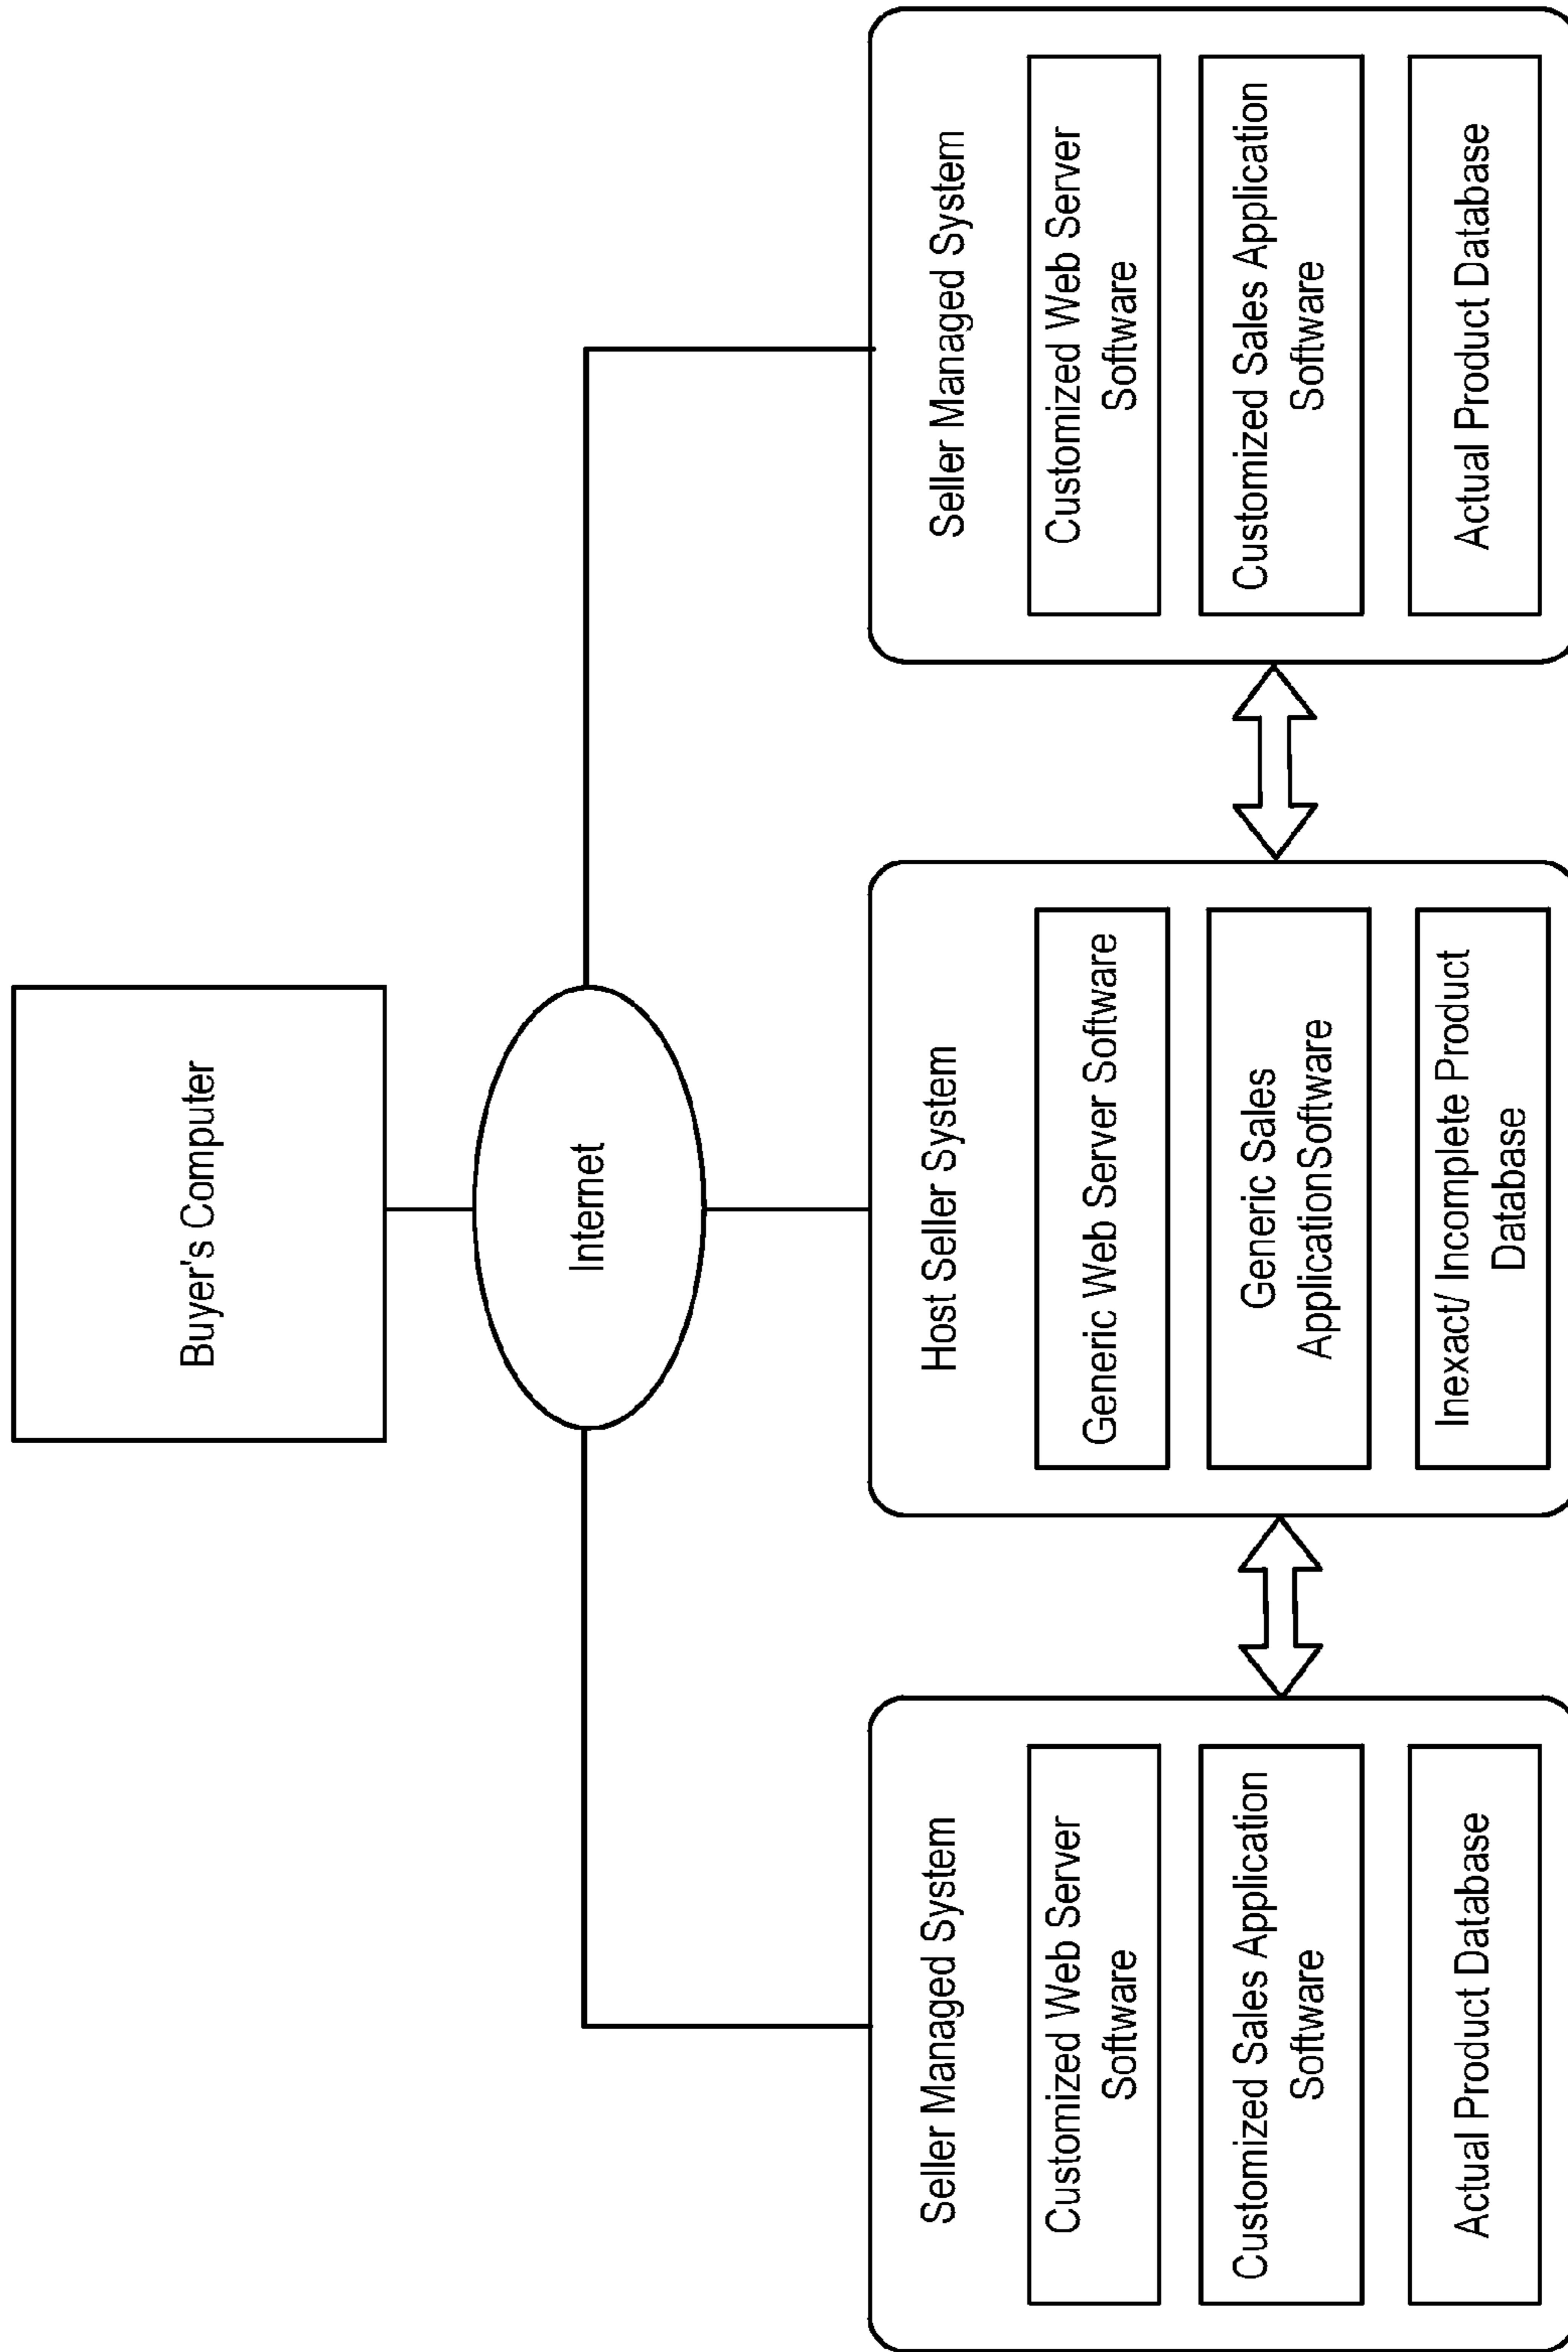 Buyer's Computer
Internet
Seller Managed System
Customized Web Server
Software
Customized Sales Application
Software
Actual Product Database
Host Seller System
Generic Web Server Software
Generic Sales
ApplicationSoftware
Inexact/ Incomplete Product
Database
Seller Managed System
Customized Web Server
Software
Customized Sales Application
Software
Actual Product Database